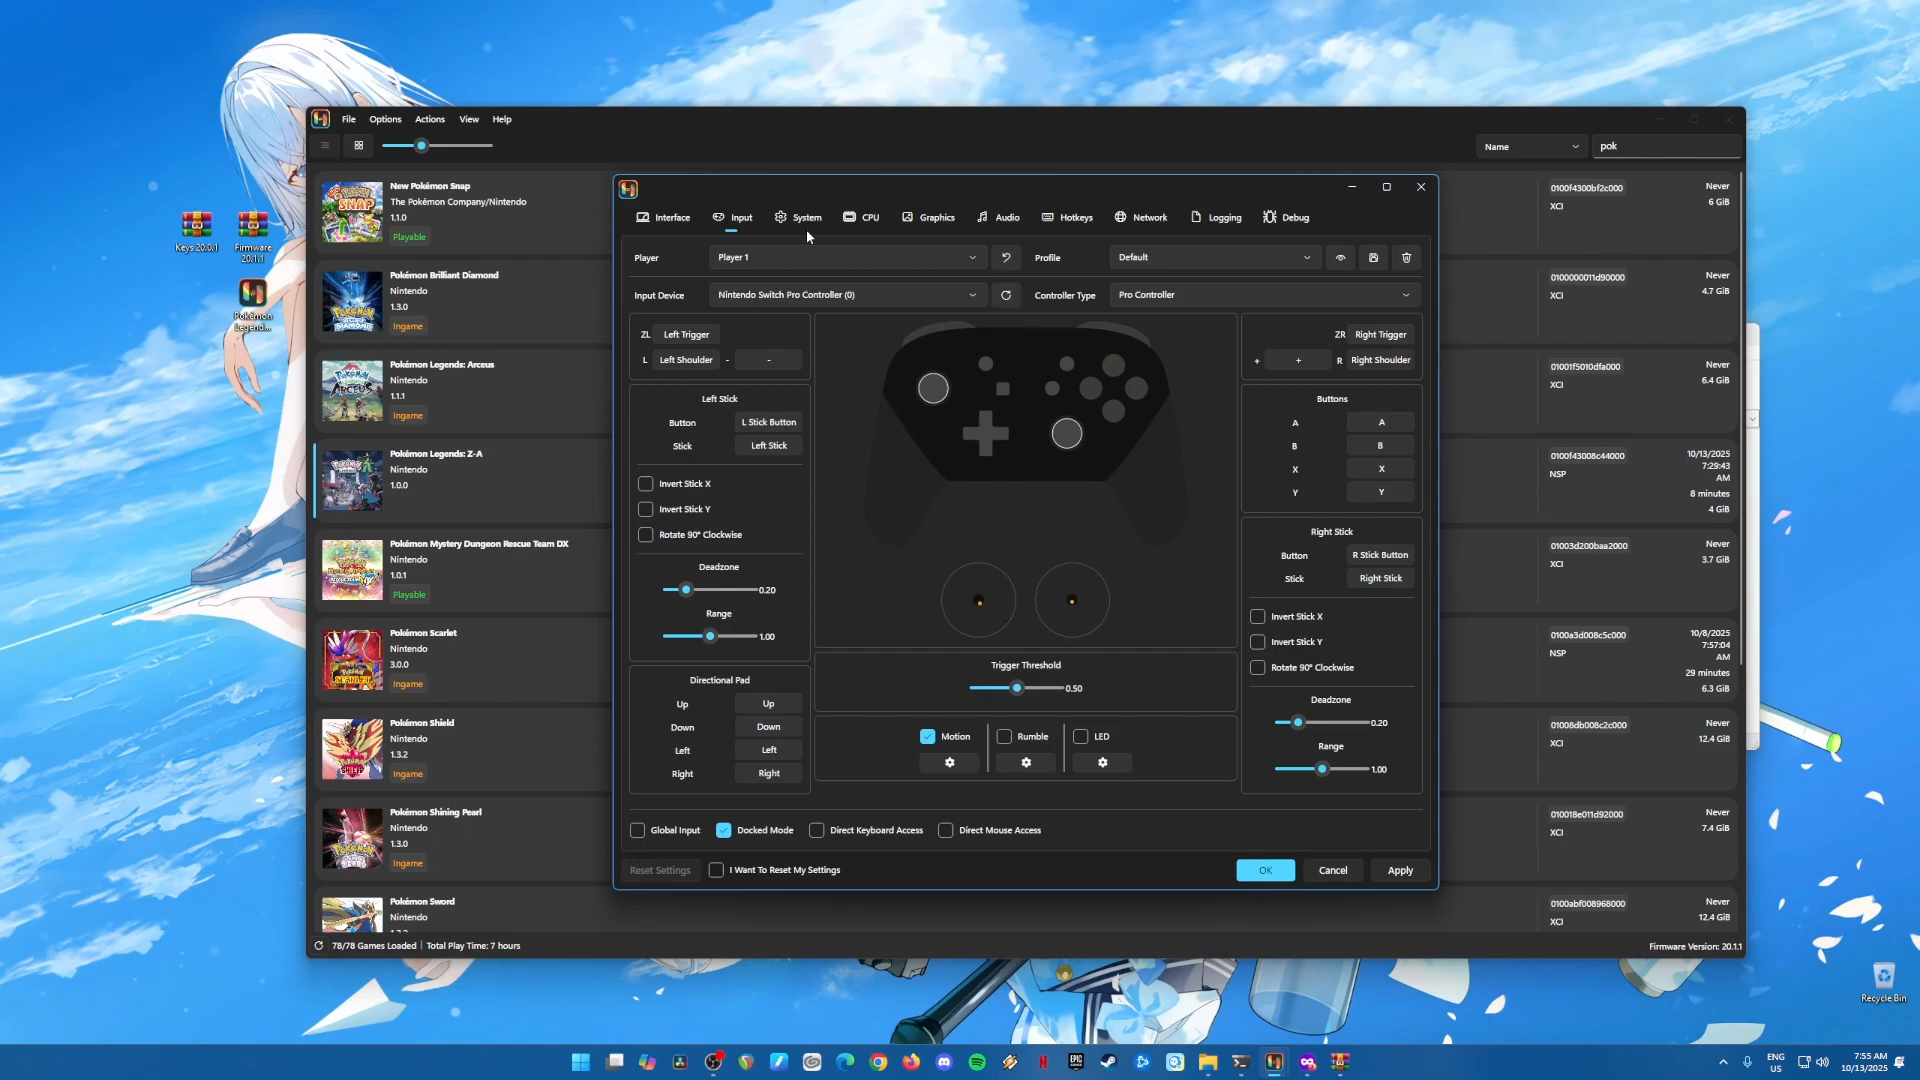 File Options Actions View Help
Name pok
Keys 20.0.1
Firmware 20.1.1
Pokémon Legend...
New Pokémon Snap
The Pokémon Company/Nintendo
1.1.0
Playable
0100f4300bf2c000
XCI
Never
6 GiB
Pokémon Brilliant Diamond
Nintendo
1.3.0
Ingame
0100000011d90000
XCI
Never
4.7 GiB
Pokémon Legends: Arceus
Nintendo
1.1.1
Ingame
01001f5010dfa000
XCI
Never
6.4 GiB
Pokémon Legends: Z-A
Nintendo
1.0.0
0100f43008c44000
NSP
10/13/2025
7:29:43
AM
8 minutes
4 GiB
Pokémon Mystery Dungeon Rescue Team DX
Nintendo
1.0.1
Playable
01003d200baa2000
XCI
Never
3.7 GiB
Pokémon Scarlet
Nintendo
3.0.0
Ingame
0100a3d008c5c000
NSP
10/8/2025
7:57:04
AM
29 minutes
6.3 GiB
Pokémon Shield
Nintendo
1.3.2
Ingame
01008db008c2c000
XCI
Never
12.4 GiB
Pokémon Shining Pearl
Nintendo
1.3.0
Ingame
010018e011d92000
XCI
Never
7.4 GiB
Pokémon Sword
Nintendo
0100abf008968000
XCI
Never
12.4 GiB
78/78 Games Loaded | Total Play Time: 7 hours
Firmware Version: 20.1.1
Interface Input System CPU Graphics Audio Hotkeys Network Logging Debug
Player Player 1 Profile Default
Input Device Nintendo Switch Pro Controller (0) Controller Type Pro Controller
ZL Left Trigger
L Left Shoulder - -
Left Stick
Button L Stick Button
Stick Left Stick
Invert Stick X
Invert Stick Y
Rotate 90° Clockwise
Deadzone
0.20
Range
1.00
Directional Pad
Up Up
Down Down
Left Left
Right Right
Trigger Threshold
0.50
Motion Rumble LED
ZR Right Trigger
+ + R Right Shoulder
Buttons
A A
B B
X X
Y Y
Right Stick
Button R Stick Button
Stick Right Stick
Invert Stick X
Invert Stick Y
Rotate 90° Clockwise
Deadzone
0.20
Range
1.00
Global Input Docked Mode Direct Keyboard Access Direct Mouse Access
Reset Settings I Want To Reset My Settings OK Cancel Apply
Recycle Bin
ENG
US
7:55 AM
10/13/2025